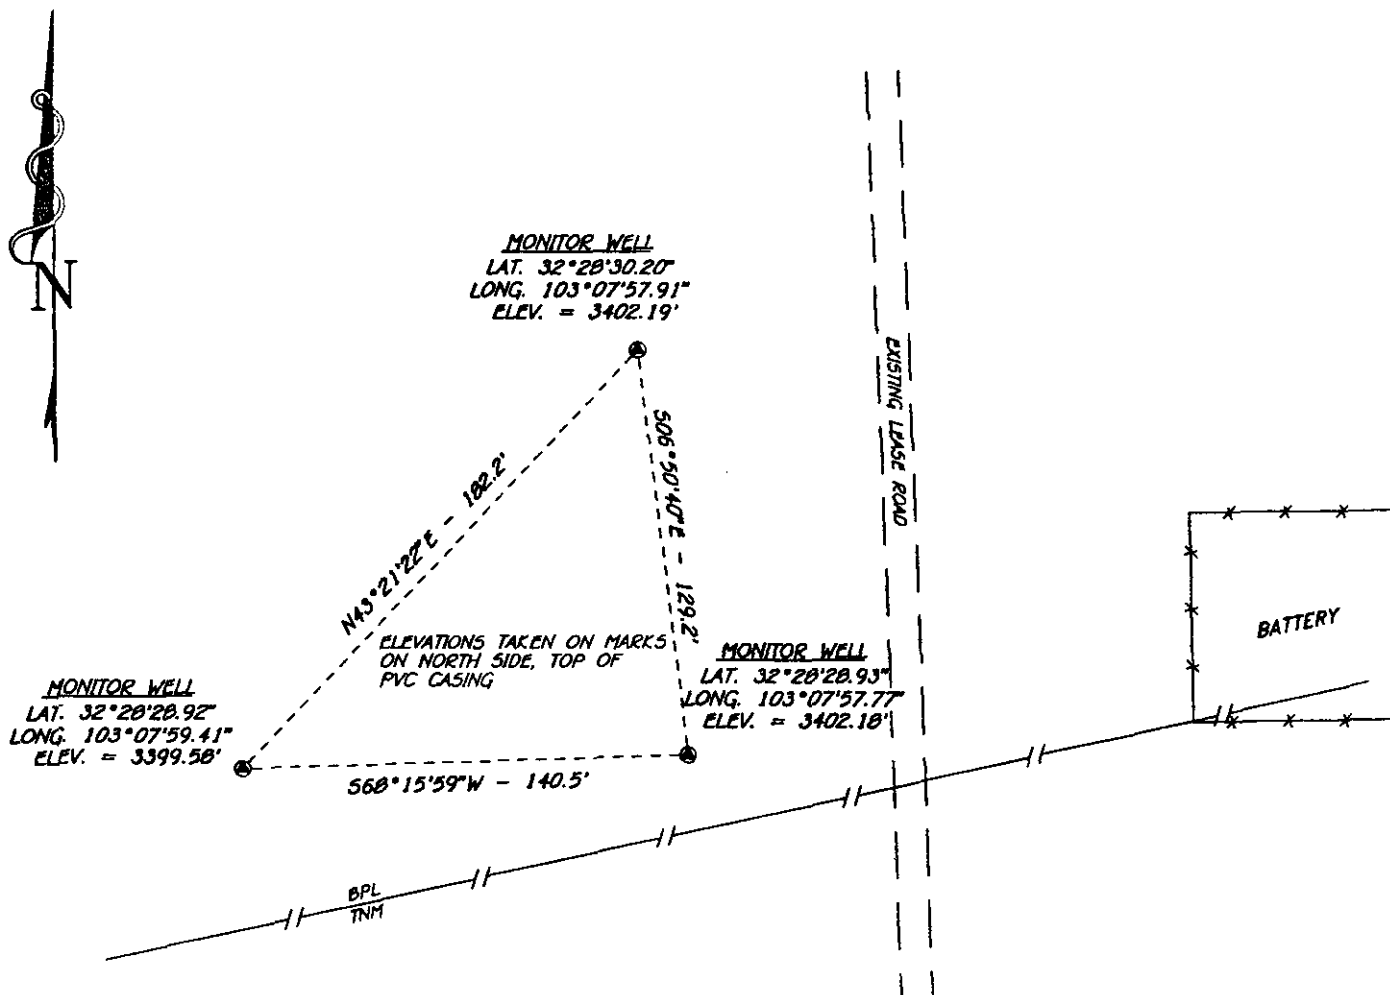 N
MONITOR WELL
LAT. 32°28'30.20"
LONG. 103°07'57.91"
ELEV. = 3402.19'
EXISTING LEASE ROAD
N43°21'22"E - 182.2'
S06°50'40"E - 129.2'
ELEVATIONS TAKEN ON MARKS
ON NORTH SIDE, TOP OF
PVC CASING
MONITOR WELL
LAT. 32°28'28.93"
LONG. 103°07'57.77"
ELEV. = 3402.18'
BATTERY
MONITOR WELL
LAT. 32°28'28.92"
LONG. 103°07'59.41"
ELEV. = 3399.58'
S68°15'59"W - 140.5'
BPL
TNM